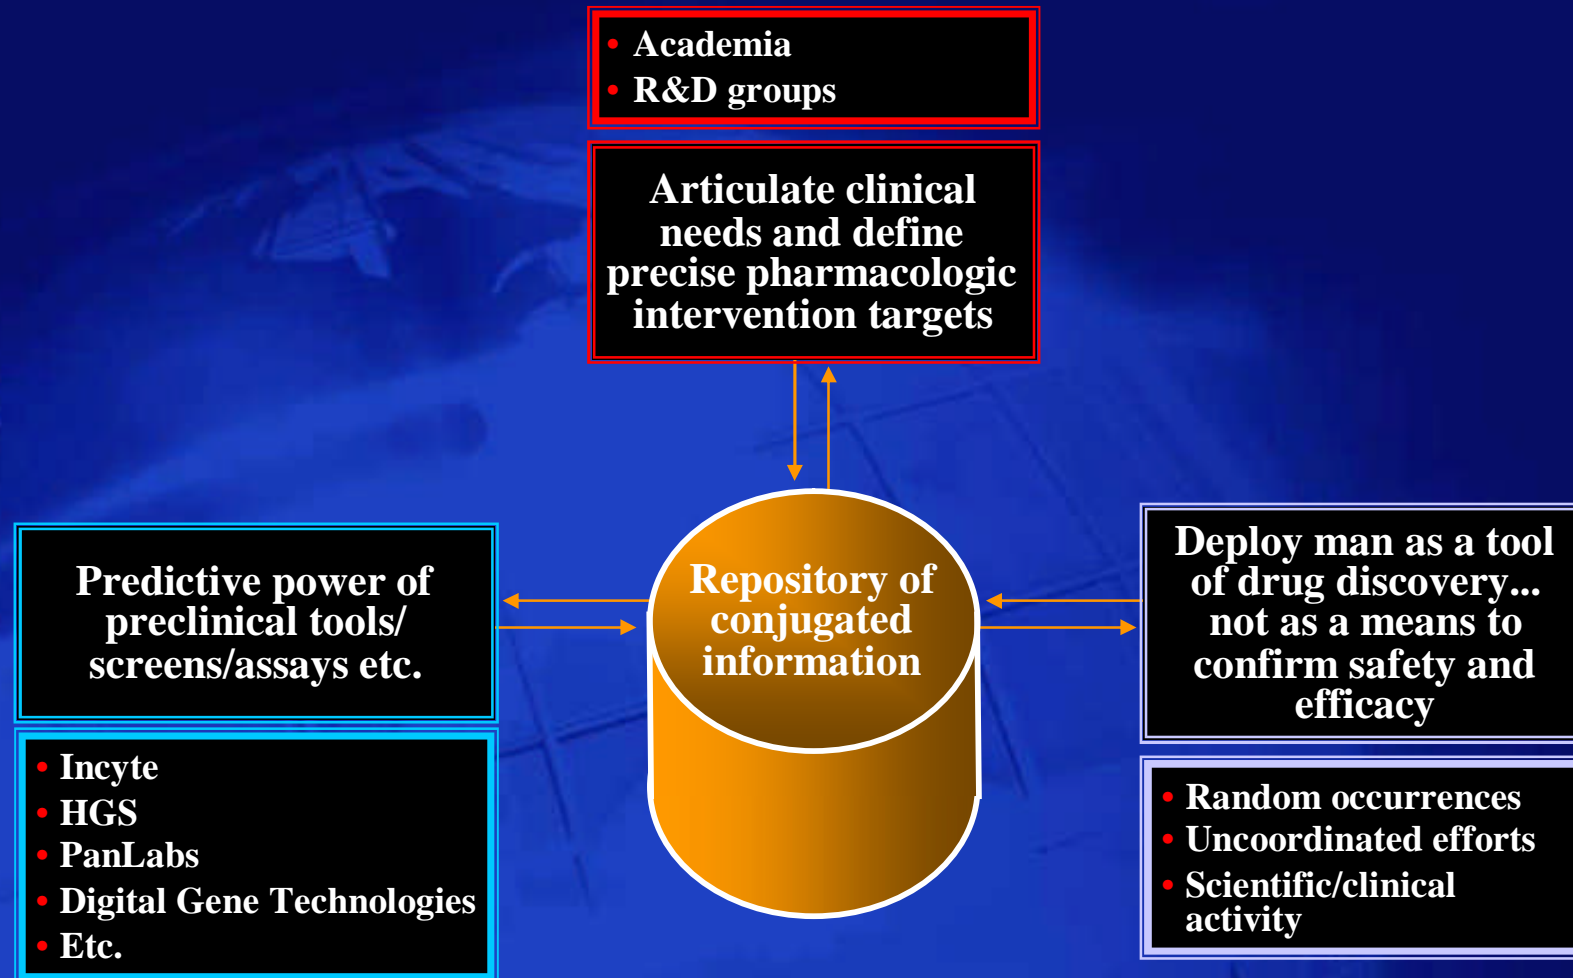 • Academia
• R&D groups
Articulate clinical
needs and define
precise pharmacologic
intervention targets
Predictive power of
preclinical tools/
screens/assays etc.
• Incyte
• HGS
• PanLabs
• Digital Gene Technologies
• Etc.
Repository of
conjugated
information
Deploy man as a tool
of drug discovery...
not as a means to
confirm safety and
efficacy
• Random occurrences
• Uncoordinated efforts
• Scientific/clinical
activity